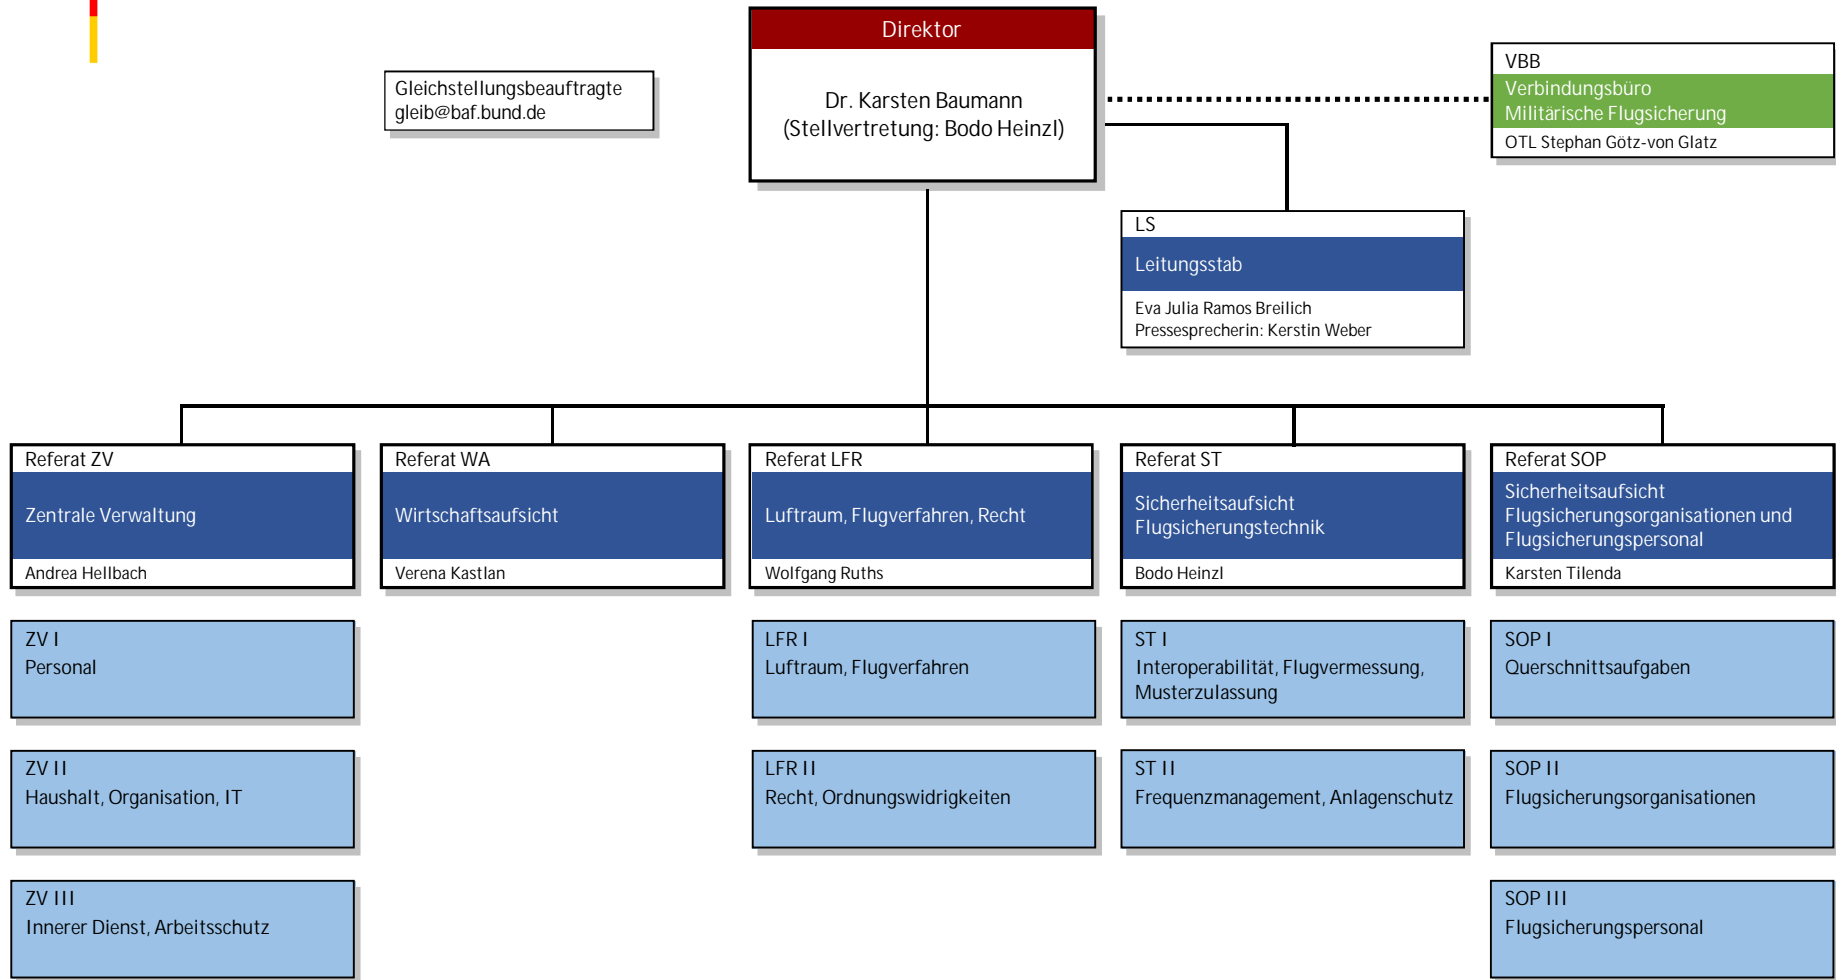 Direktor
Dr. Karsten Baumann
(Stellvertretung: Bodo Heinzl)
Gleichstellungsbeauftragte
gleib@baf.bund.de
VBB
Verbindungsbüro
Militärische Flugsicherung
OTL Stephan Götz-von Glatz
LS
Leitungsstab
Eva Julia Ramos Breilich
Pressesprecherin: Kerstin Weber
Referat ZV
Zentrale Verwaltung
Andrea Hellbach
Referat WA
Wirtschaftsaufsicht
Verena Kastlan
Referat LFR
Luftraum, Flugverfahren, Recht
Wolfgang Ruths
Referat ST
Sicherheitsaufsicht
Flugsicherungstechnik
Bodo Heinzl
Referat SOP
Sicherheitsaufsicht
Flugsicherungsorganisationen und
Flugsicherungspersonal
Karsten Tilenda
ZV I
Personal
LFR I
Luftraum, Flugverfahren
ST I
Interoperabilität, Flugvermessung,
Musterzulassung
SOP I
Querschnittsaufgaben
ZV II
Haushalt, Organisation, IT
LFR II
Recht, Ordnungswidrigkeiten
ST II
Frequenzmanagement, Anlagenschutz
SOP II
Flugsicherungsorganisationen
ZV III
Innerer Dienst, Arbeitsschutz
SOP III
Flugsicherungspersonal